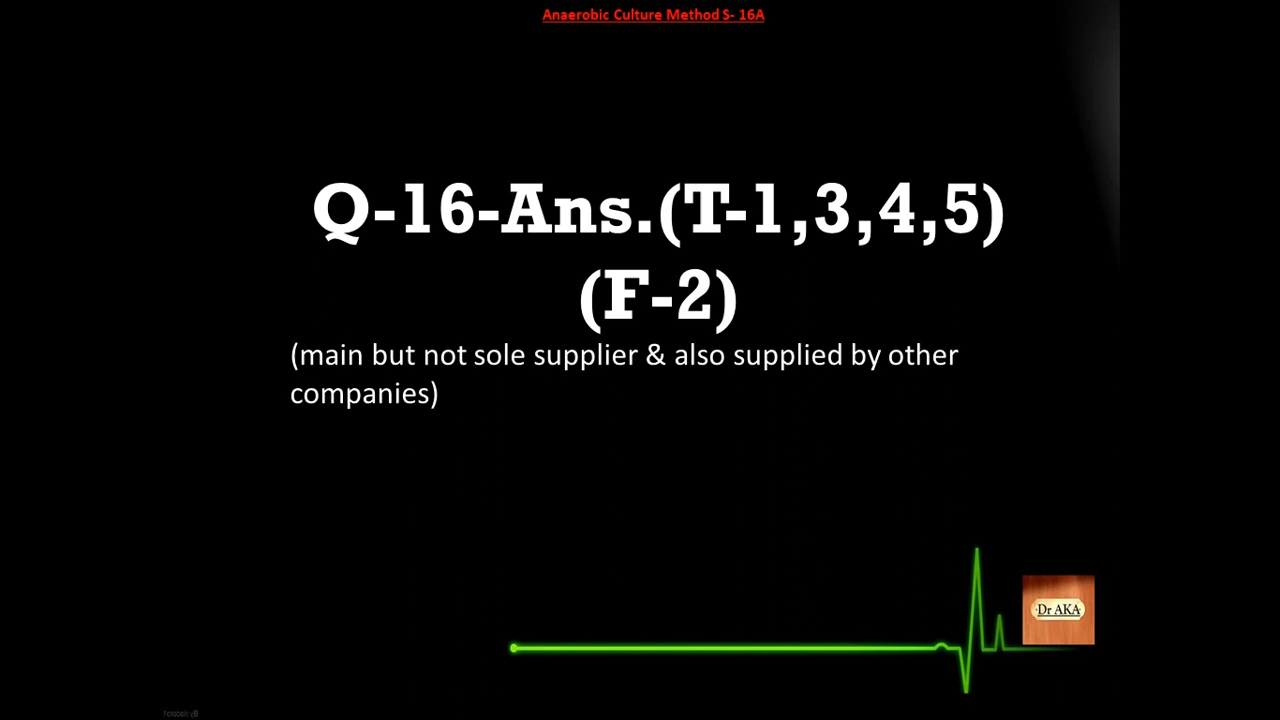 Anaerobic Culture Method S- 16A
Q-16-Ans.(T-1,3,4,5)
(F-2)
(main but not sole supplier & also supplied by other
companies)
Dr AKA